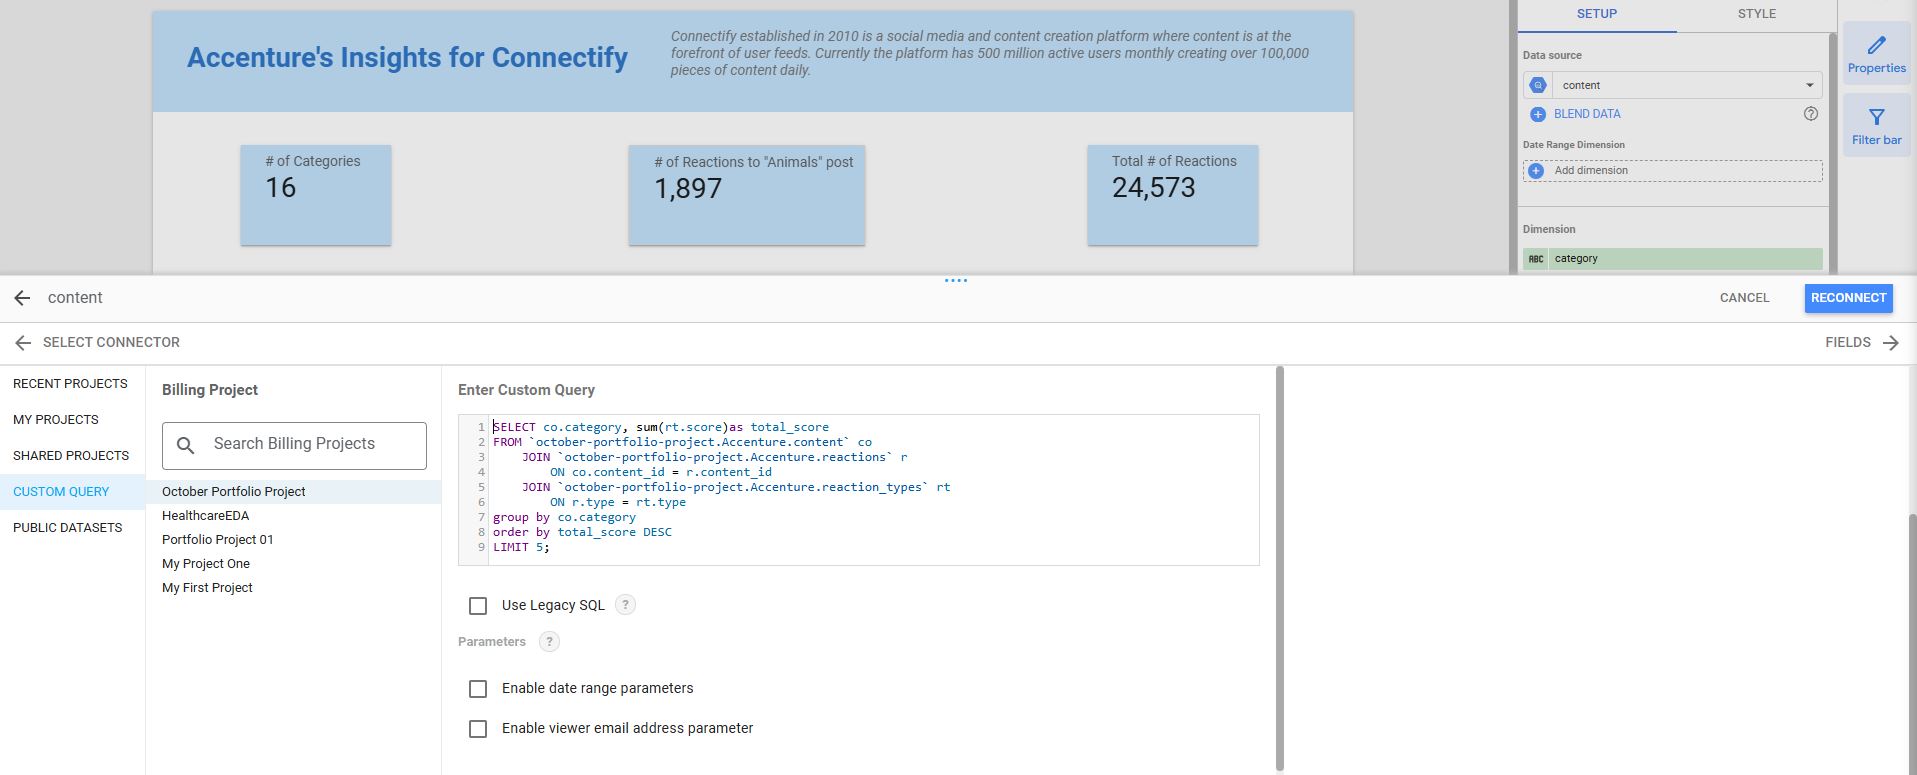 Accenture's Insights for Connectify
Connectify established in 2010 is a social media and content creation platform where content is at the
forefront of user feeds. Currently the platform has 500 million active users monthly creating over 100,000
pieces of content daily.
# of Categories
16
# of Reactions to "Animals" post
1,897
Total # of Reactions
24,573
SETUP
STYLE
Data source
content
BLEND DATA
Date Range Dimension
Add dimension
Dimension
ABC category
Properties
Filter bar
content
CANCEL
RECONNECT
SELECT CONNECTOR
FIELDS
RECENT PROJECTS
MY PROJECTS
SHARED PROJECTS
CUSTOM QUERY
PUBLIC DATASETS
Billing Project
Search Billing Projects
October Portfolio Project
HealthcareEDA
Portfolio Project 01
My Project One
My First Project
Enter Custom Query
1 SELECT co.category, sum(rt.score)as total_score
2 FROM `october-portfolio-project.Accenture.content` co
3 JOIN `october-portfolio-project.Accenture.reactions` r
4 ON co.content_id = r.content_id
5 JOIN `october-portfolio-project.Accenture.reaction_types` rt
6 ON r.type = rt.type
7 group by co.category
8 order by total_score DESC
9 LIMIT 5;
Use Legacy SQL ?
Parameters ?
Enable date range parameters
Enable viewer email address parameter